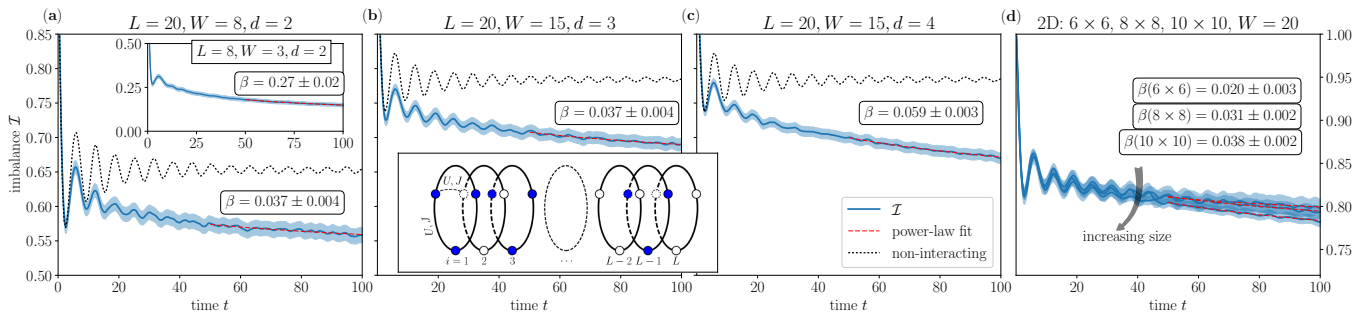 (a)
L = 20, W = 8, d = 2
(b)
L = 20, W = 15, d = 3
(c)
L = 20, W = 15, d = 4
(d)
2D: 6 × 6, 8 × 8, 10 × 10, W = 20
imbalance I
0.85
0.80
0.75
0.70
0.65
0.60
0.55
0.50
0.50
0.25
0.00
0
25
50
75
100
L = 8, W = 3, d = 2
β = 0.27 ± 0.02
β = 0.037 ± 0.004
0
20
40
60
80
100
time t
β = 0.037 ± 0.004
U, J
U, J
i = 1
2
3
...
L − 2
L − 1
L
20
40
60
80
100
time t
β = 0.059 ± 0.003
I
power-law fit
non-interacting
20
40
60
80
100
time t
β(6 × 6) = 0.020 ± 0.003
β(8 × 8) = 0.031 ± 0.002
β(10 × 10) = 0.038 ± 0.002
increasing size
0
20
40
60
80
100
time t
1.00
0.95
0.90
0.85
0.80
0.75